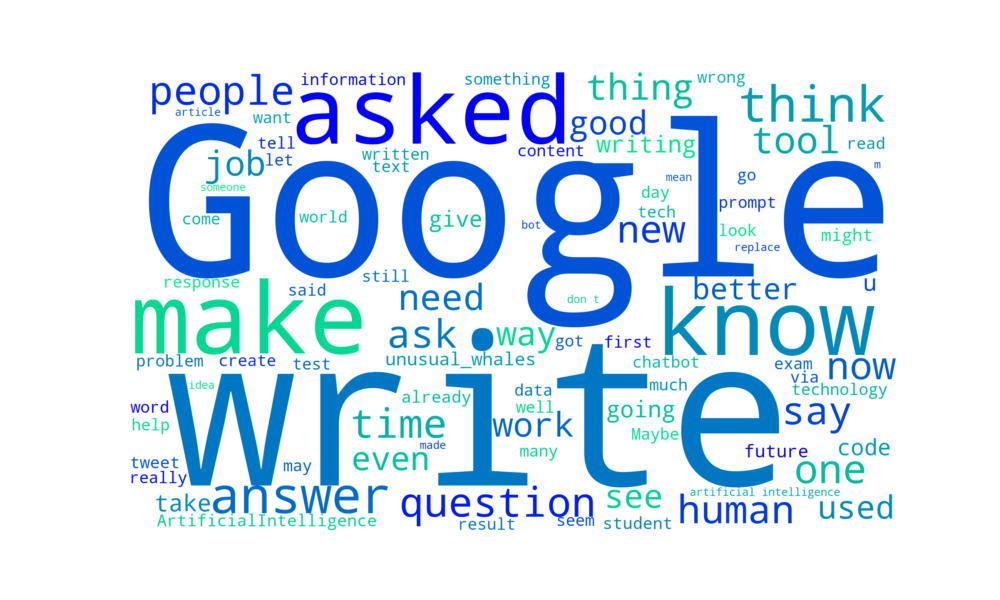 people
information
asked
something
thing
wrong
think
article
want
good
tool
read
tell
written
content
writing
job
let
text
Google
m
someone
mean
go
day
prompt
come
world
give
bot
tech
new
look
might
replace
response
said
still
don t
better
u
make
need
know
ask
way
got
first
problem
create
test
unusual_whales
chatbot
exam
now
via
idea
write
data
much
technology
word
already
well
going
say
help
time
work
Maybe
made
many
future
code
tweet
may
even
really
one
take
answer
question
see
artificial intelligence
human
used
ArtificialIntelligence
result
seem
student